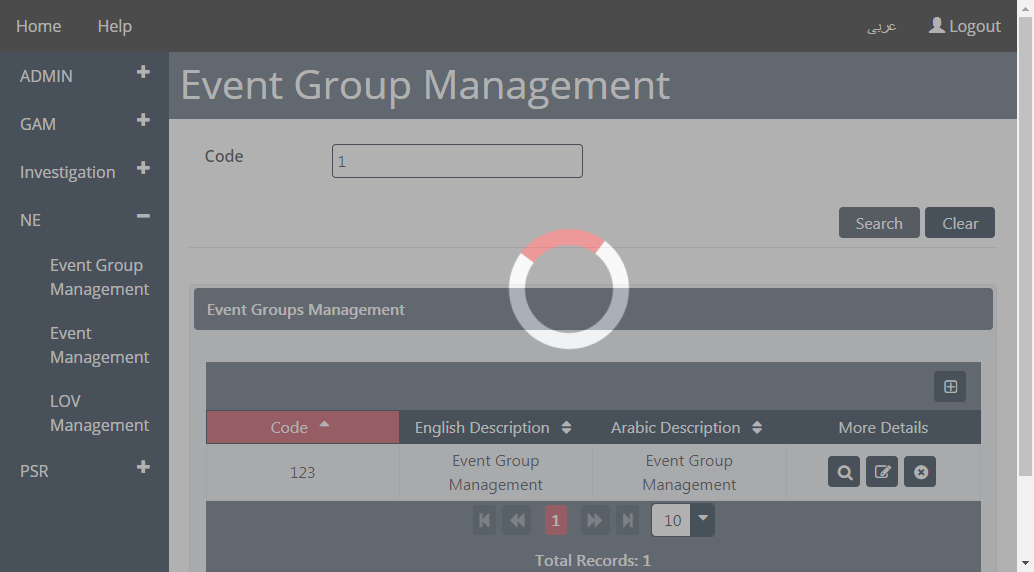 Home Help عربى Logout
ADMIN
GAM
Investigation
NE
Event Group
Management
Event
Management
LOV
Management
PSR
Event Group Management
Code 1
Search Clear
Event Groups Management
Code English Description Arabic Description More Details
123 Event Group Management Event Group Management
1 10
Total Records: 1